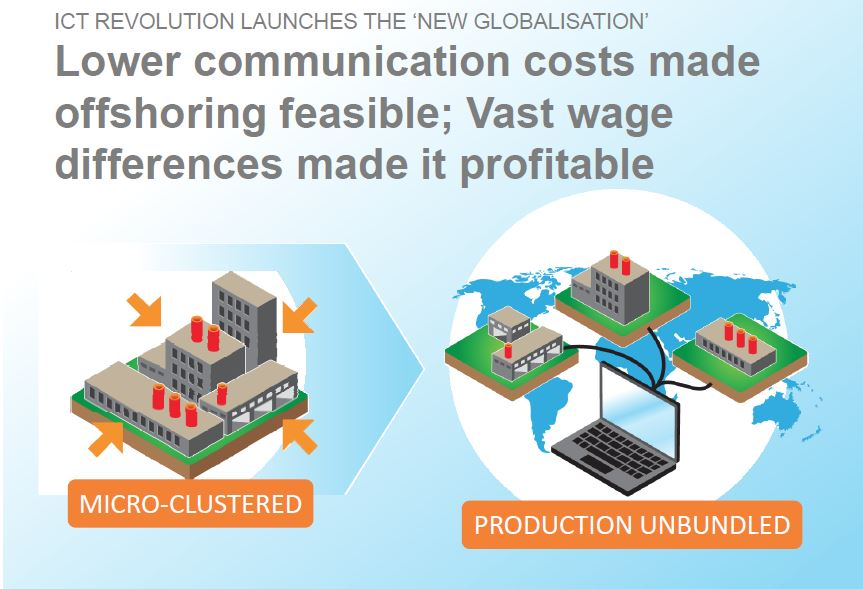 ICT REVOLUTION LAUNCHES THE ‘NEW GLOBALISATION’
Lower communication costs made
offshoring feasible; Vast wage
differences made it profitable
MICRO-CLUSTERED
PRODUCTION UNBUNDLED